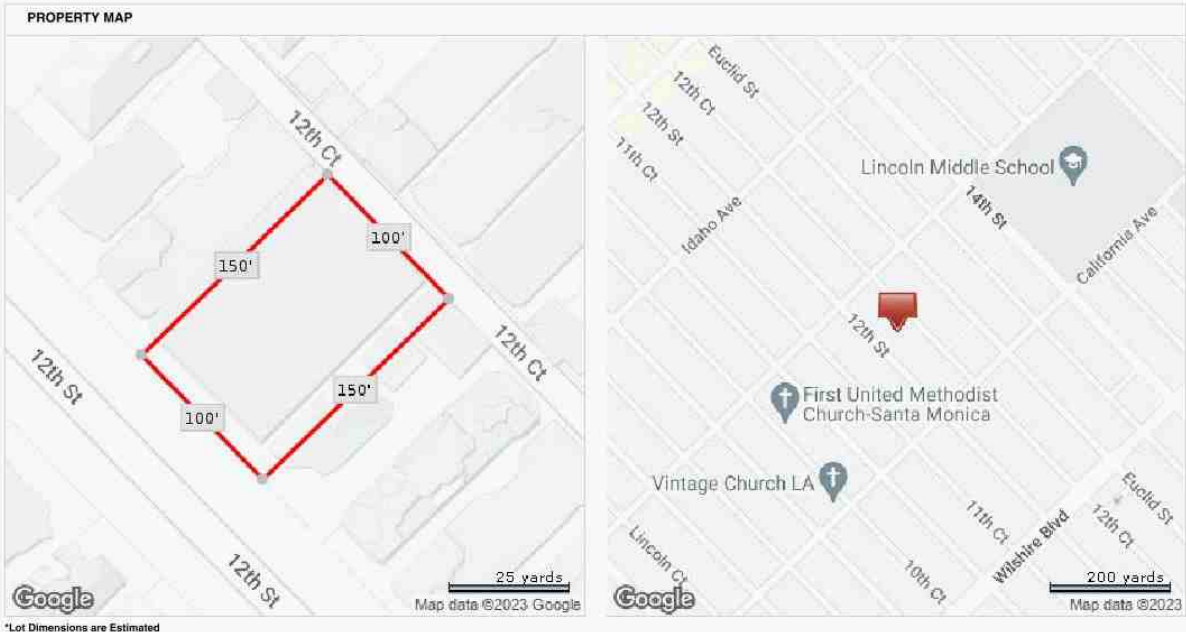 PROPERTY MAP
12th Ct
100'
150'
12th St
12th Ct
150'
100'
12th St
25 yards
Google
Map data ©2023 Google
Euclid St
12th Ct
12th St
11th Ct
Lincoln Middle School
14th St
Idaho Ave
California Ave
12th St
First United Methodist
Church-Santa Monica
Vintage Church LA
Euclid St
11th Ct
12th Ct
Wilshire Blvd
Lincoln Ct
10th Ct
200 yards
Google
Map data ©2023
*Lot Dimensions are Estimated